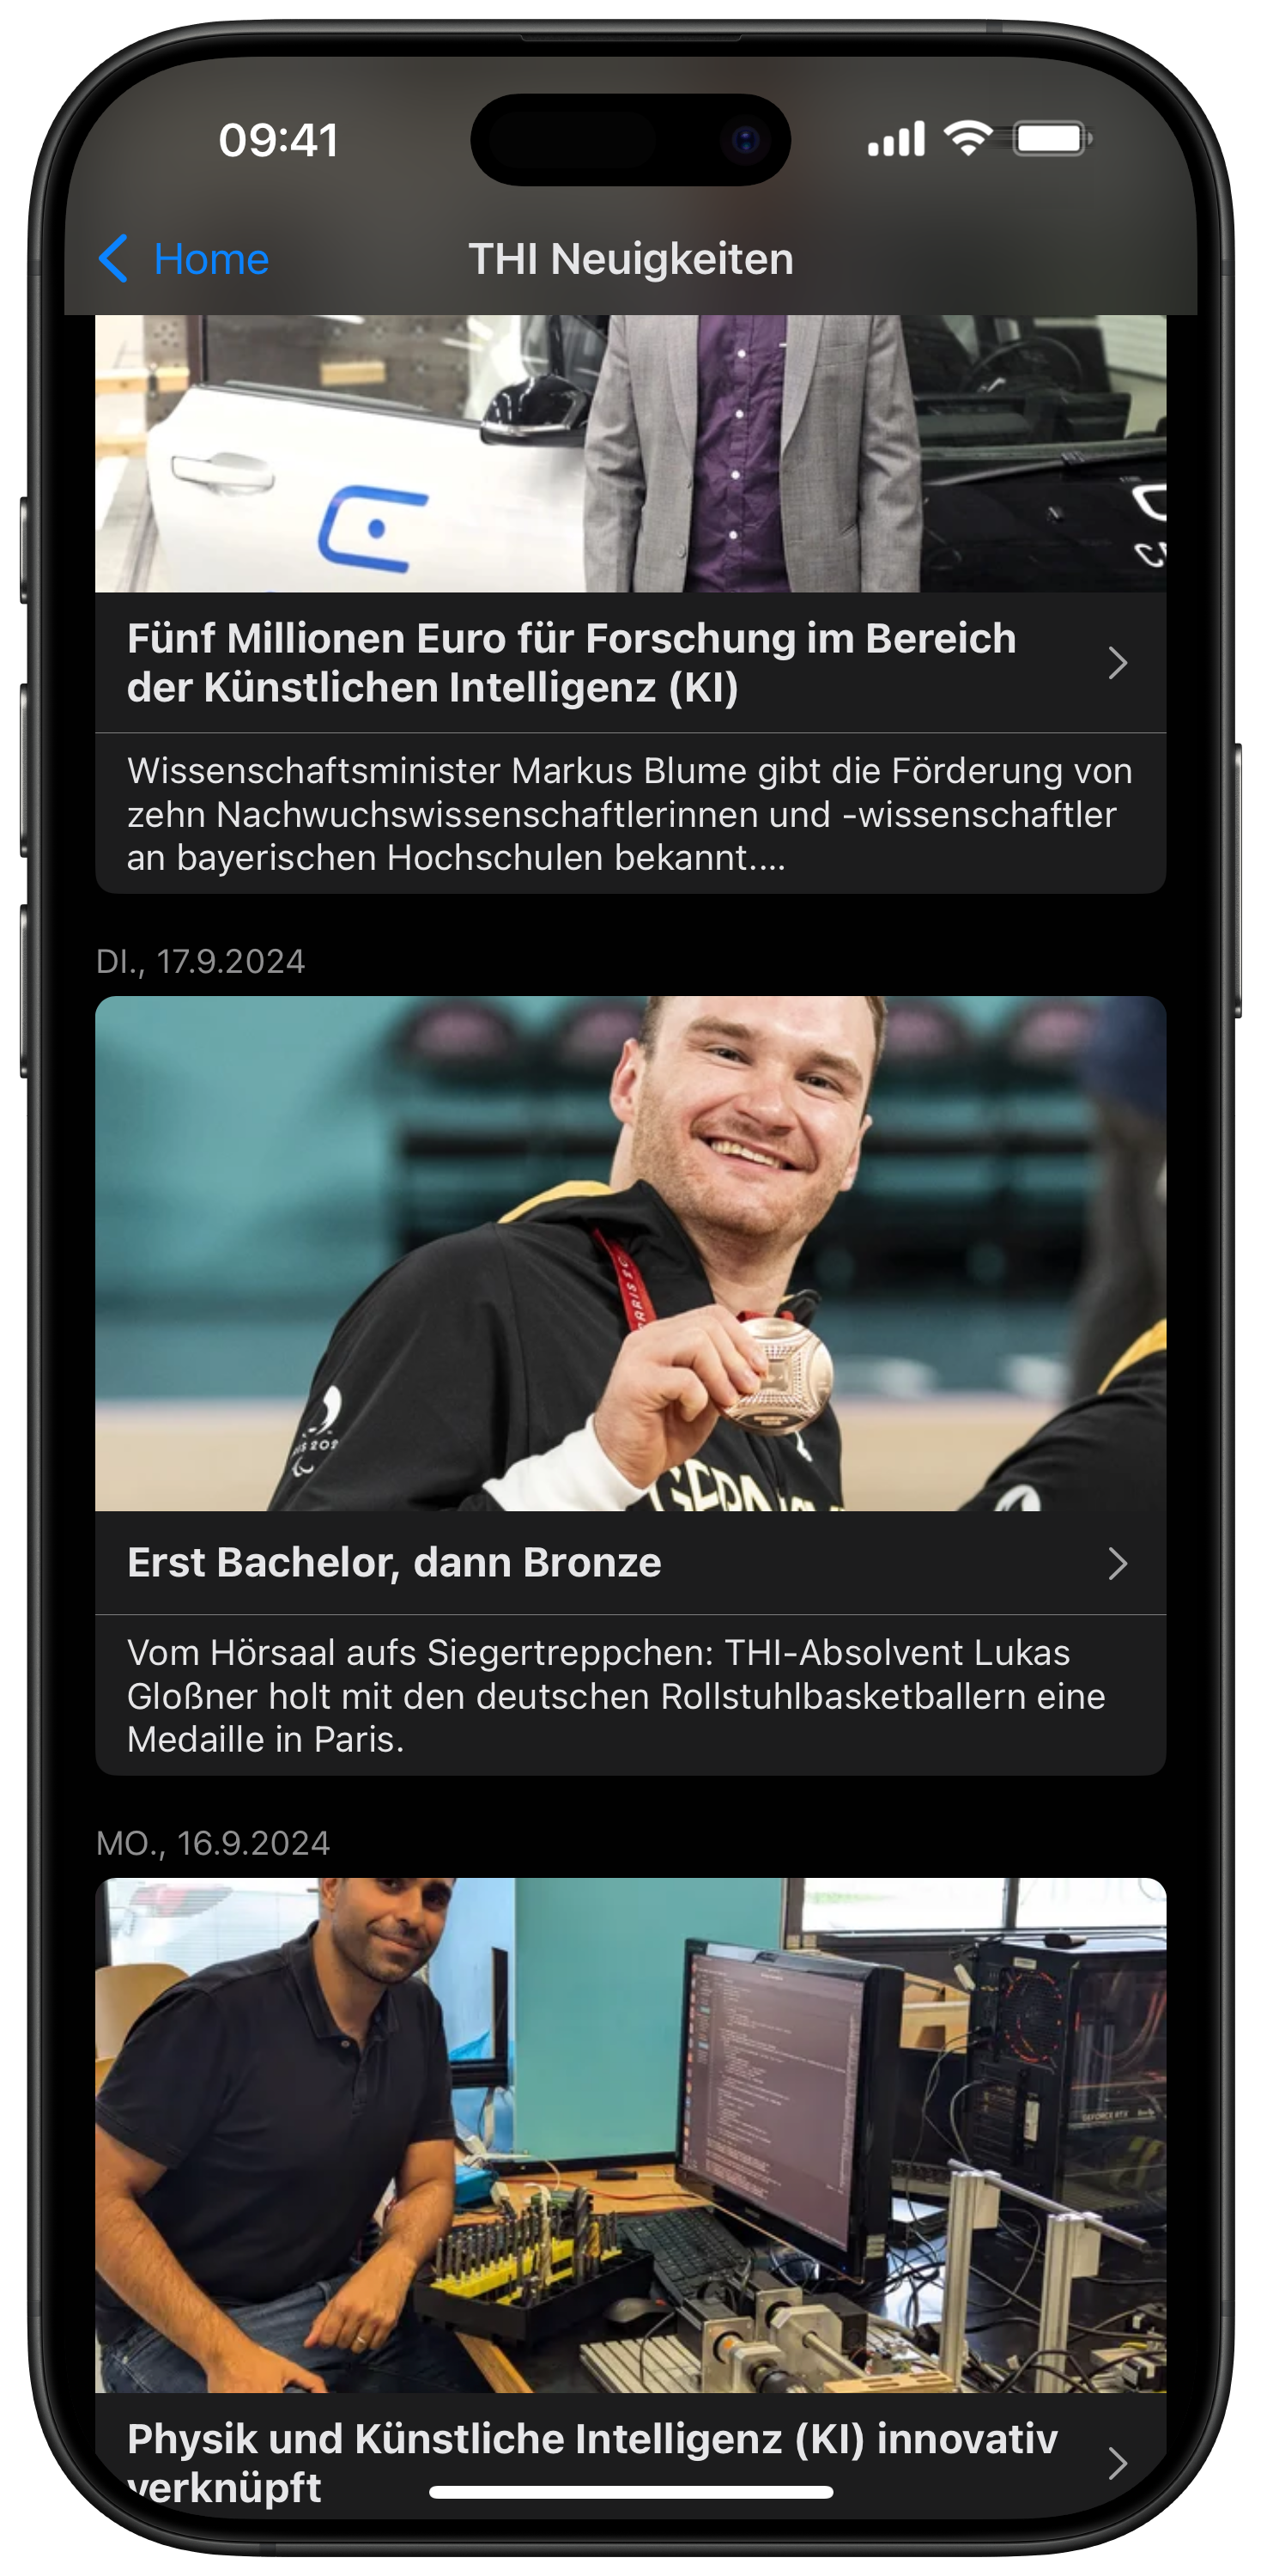 09:41
Home
THI Neuigkeiten
Fünf Millionen Euro für Forschung im Bereich
der Künstlichen Intelligenz (KI)
Wissenschaftsminister Markus Blume gibt die Förderung von
zehn Nachwuchswissenschaftlerinnen und -wissenschaftler
an bayerischen Hochschulen bekannt....
DI., 17.9.2024
Erst Bachelor, dann Bronze
Vom Hörsaal aufs Siegertreppchen: THI-Absolvent Lukas
Gloßner holt mit den deutschen Rollstuhlbasketballern eine
Medaille in Paris.
MO., 16.9.2024
GEFORCE RTX
Physik und Künstliche Intelligenz (KI) innovativ
verknüpft